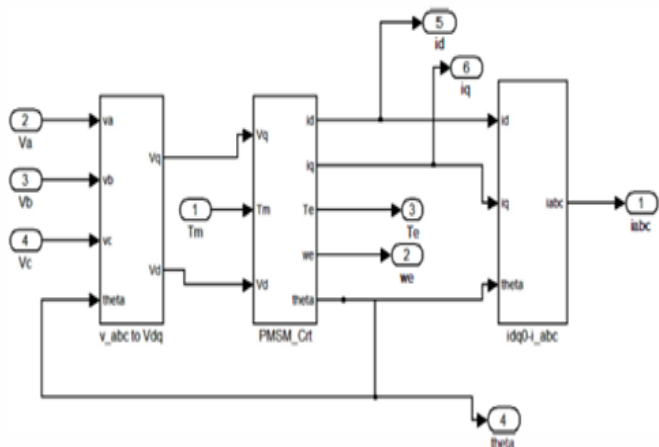 5
id
6
iq
2
Va
3
Vb
4
Vc
va
vb
vc
theta
Vq
Vd
v_abc to Vdq
1
Tm
Vq
Tm
Vd
id
iq
Te
we
theta
PMSM_Crt
3
Te
2
we
id
iq
theta
iabc
idq0-i_abc
1
iabc
4
theta